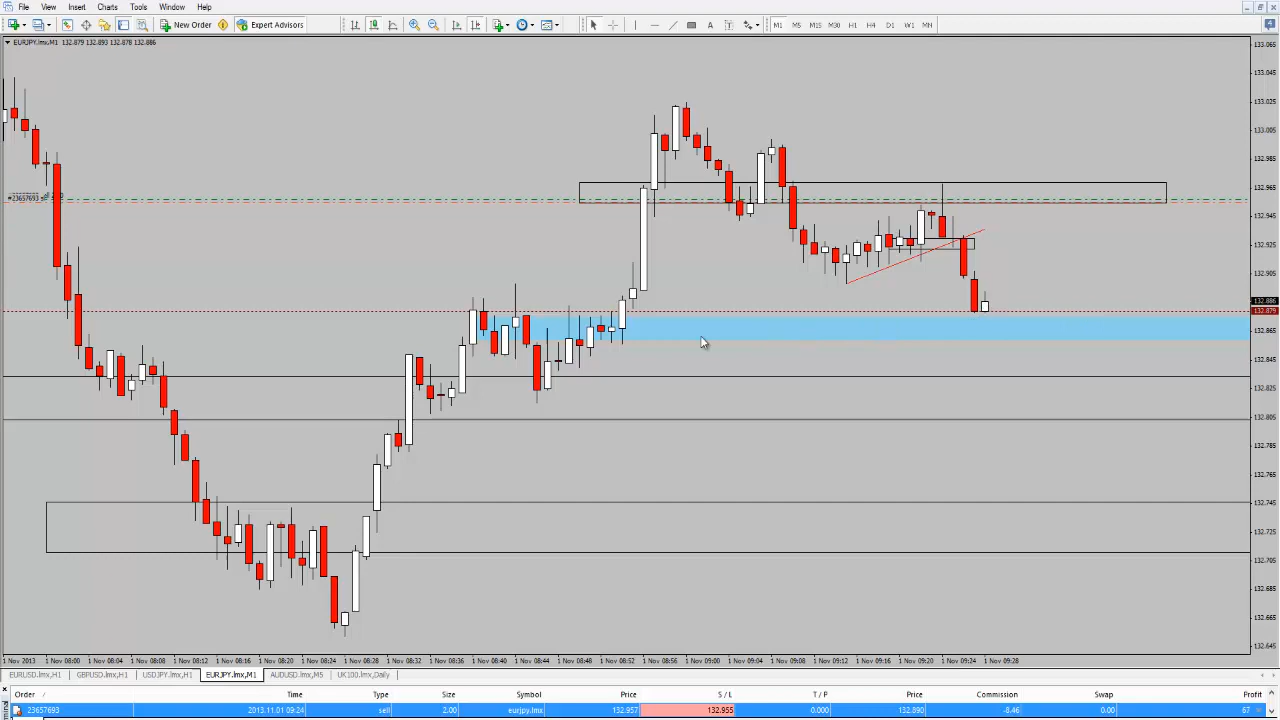 File View Insert Charts Tools Window Help
New Order Expert Advisors M1 M5 M15 M30 H1 H4 D1 W1 MN
EURJPY.lmx,M1 132.879 132.893 132.878 132.886
133.065
133.045
133.025
133.005
132.985
132.965
#23657693 sell 2.00
132.945
132.925
132.905
132.886
132.879
132.865
132.845
132.825
132.805
132.785
132.765
132.745
132.725
132.705
132.685
132.665
132.645
1 Nov 2013 1 Nov 08:00 1 Nov 08:04 1 Nov 08:08 1 Nov 08:12 1 Nov 08:16 1 Nov 08:20 1 Nov 08:24 1 Nov 08:28 1 Nov 08:32 1 Nov 08:36 1 Nov 08:40 1 Nov 08:44 1 Nov 08:48 1 Nov 08:52 1 Nov 08:56 1 Nov 09:00 1 Nov 09:04 1 Nov 09:08 1 Nov 09:12 1 Nov 09:16 1 Nov 09:20 1 Nov 09:24 1 Nov 09:28
EURUSD.lmx,H1 GBPUSD.lmx,H1 USDJPY.lmx,H1 EURJPY.lmx,M1 AUDUSD.lmx,M5 UK100.lmx,Daily
Order Time Type Size Symbol Price S / L T / P Price Commission Swap Profit
23657693 2013.11.01 09:24 sell 2.00 eurjpy.lmx 132.957 132.955 0.000 132.890 -8.46 0.00 67